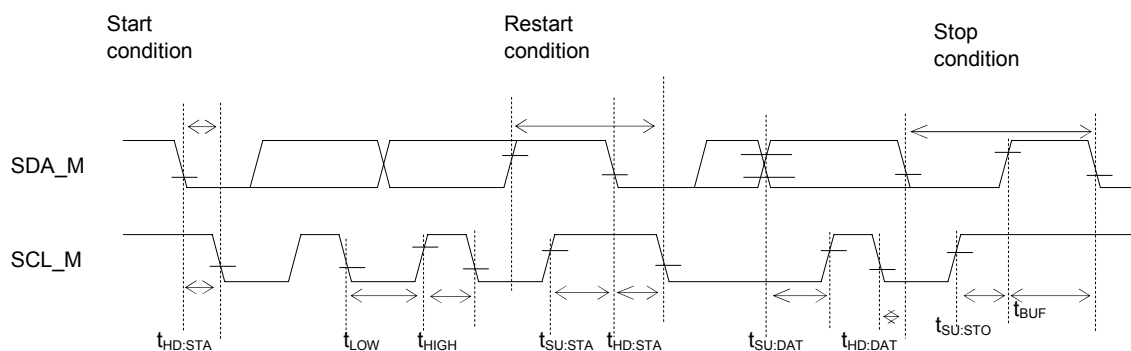 Start
condition
Restart
condition
Stop
condition
SDA_M
SCL_M
tHD:STA
tLOW
tHIGH
tSU:STA
tHD:STA
tSU:DAT
tHD:DAT
tSU:STO
tBUF